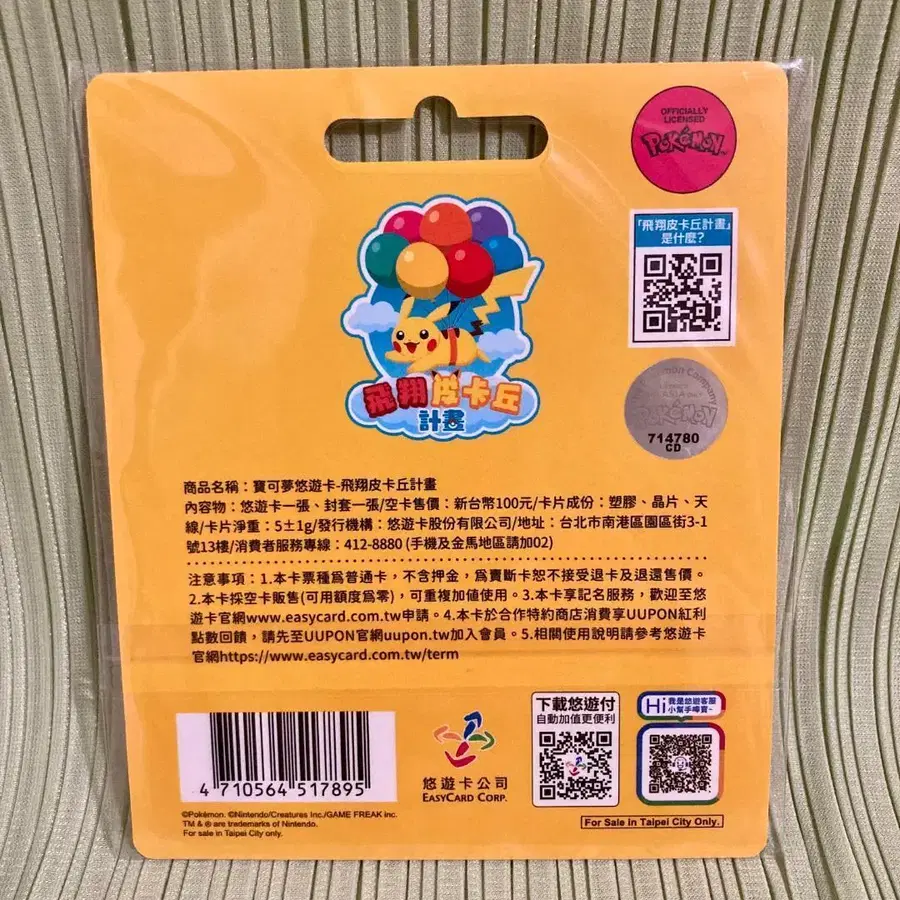 OFFICIALLY
LICENSED
POKÉMON
「飛翔皮卡丘計畫」
是什麼?
POKÉMON
714780
CD
飛翔皮卡丘
計畫
商品名稱：寶可夢悠遊卡-飛翔皮卡丘計畫
內容物：悠遊卡一張、封套一張/空卡售價：新台幣100元/卡片成份：塑膠、晶片、天
線/卡片淨重：5±1g/發行機構：悠遊卡股份有限公司/地址：台北市南港區園區街3-1
號13樓/消費者服務專線：412-8880 (手機及金馬地區請加02)
注意事項：1.本卡票種為普通卡，不含押金，為賣斷卡恕不接受退卡及退還售價。
2.本卡採空卡販售(可用額度為零)，可重複加值使用。3.本卡享記名服務，歡迎至悠
遊卡官網www.easycard.com.tw申請。4.本卡於合作特約商店消費享UUPON紅利
點數回饋，請先至UUPON官網uupon.tw加入會員。5.相關使用說明請參考悠遊卡
官網https://www.easycard.com.tw/term
4 710564 517895
悠遊卡公司
EASYCARD CORP.
下載悠遊付
自動加值更便利
Hi 我是悠遊客服
小幫手嗶寶~
©Pokémon. ©Nintendo/Creatures Inc./GAME FREAK inc.
TM & ® are trademarks of Nintendo.
For sale in Taipei City only.
For Sale in Taipei City Only.